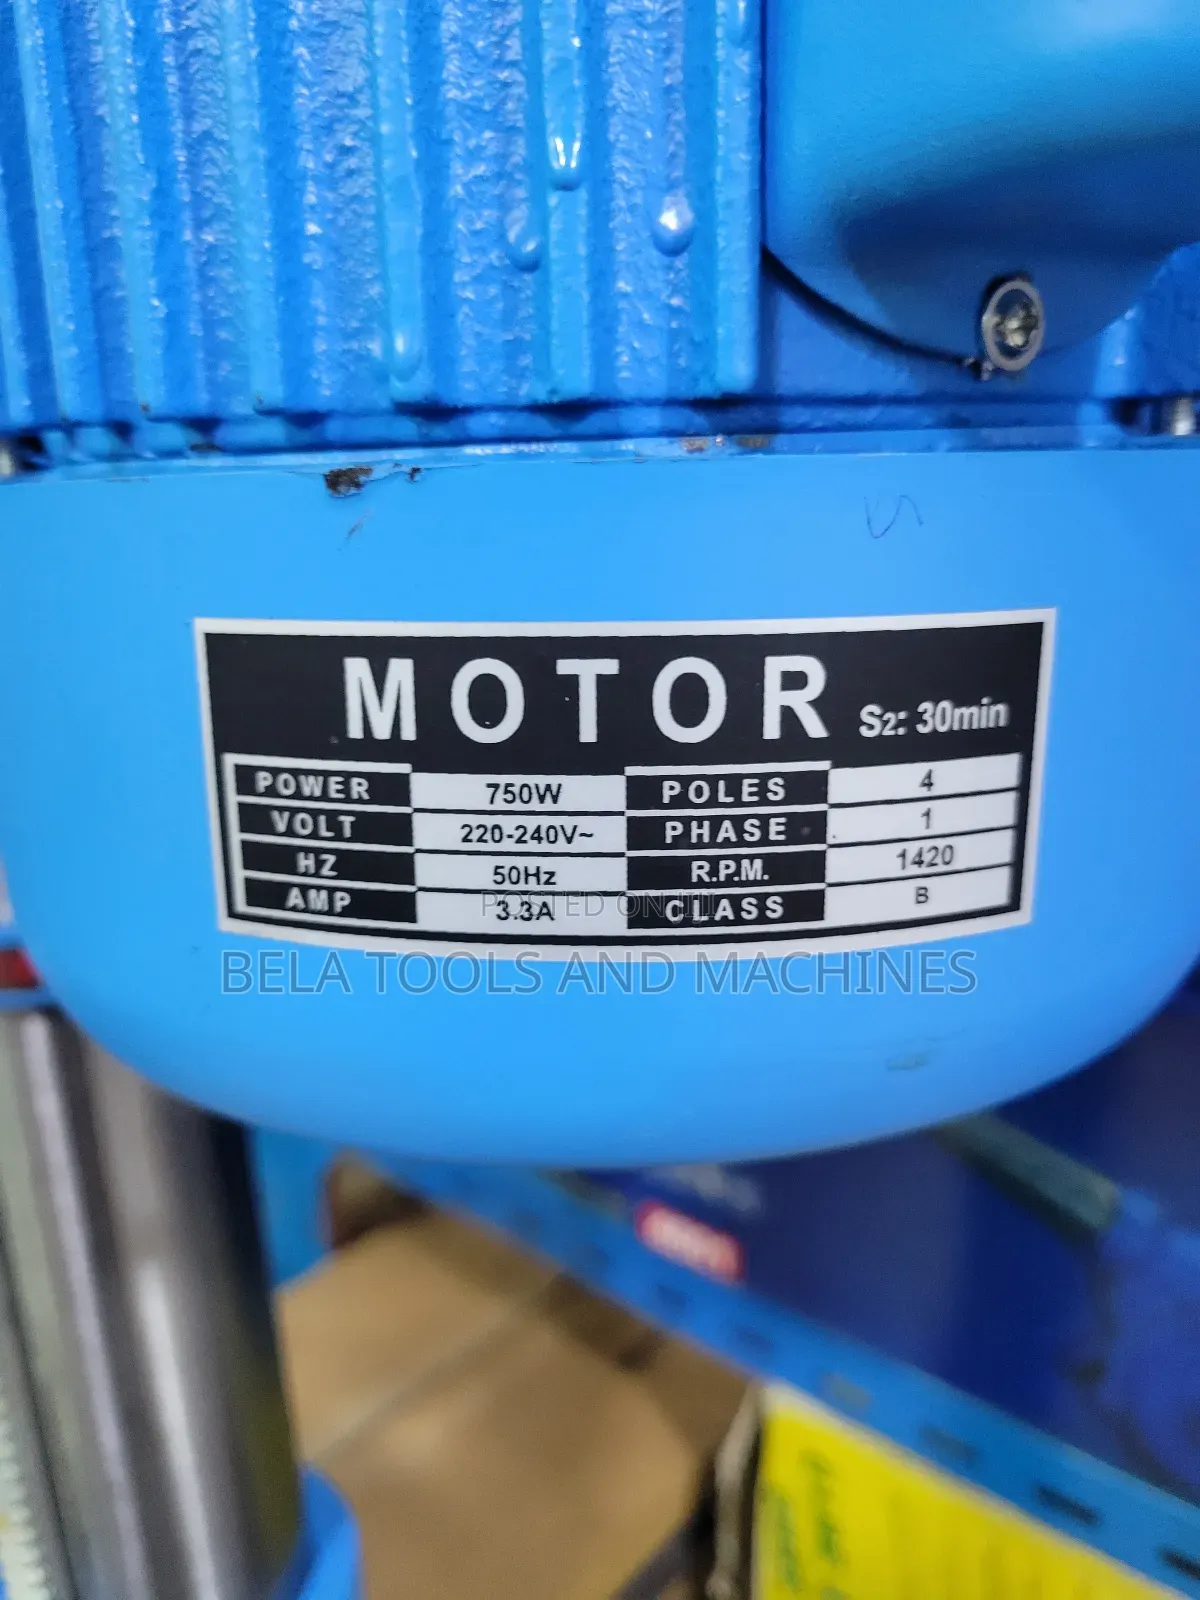 MOTOR S2: 30min
POWER 750W POLES 4
VOLT 220-240V~ PHASE 1
HZ 50Hz R.P.M. 1420
AMP 3.3A CLASS B
POSTED ON JIJI
BELA TOOLS AND MACHINES